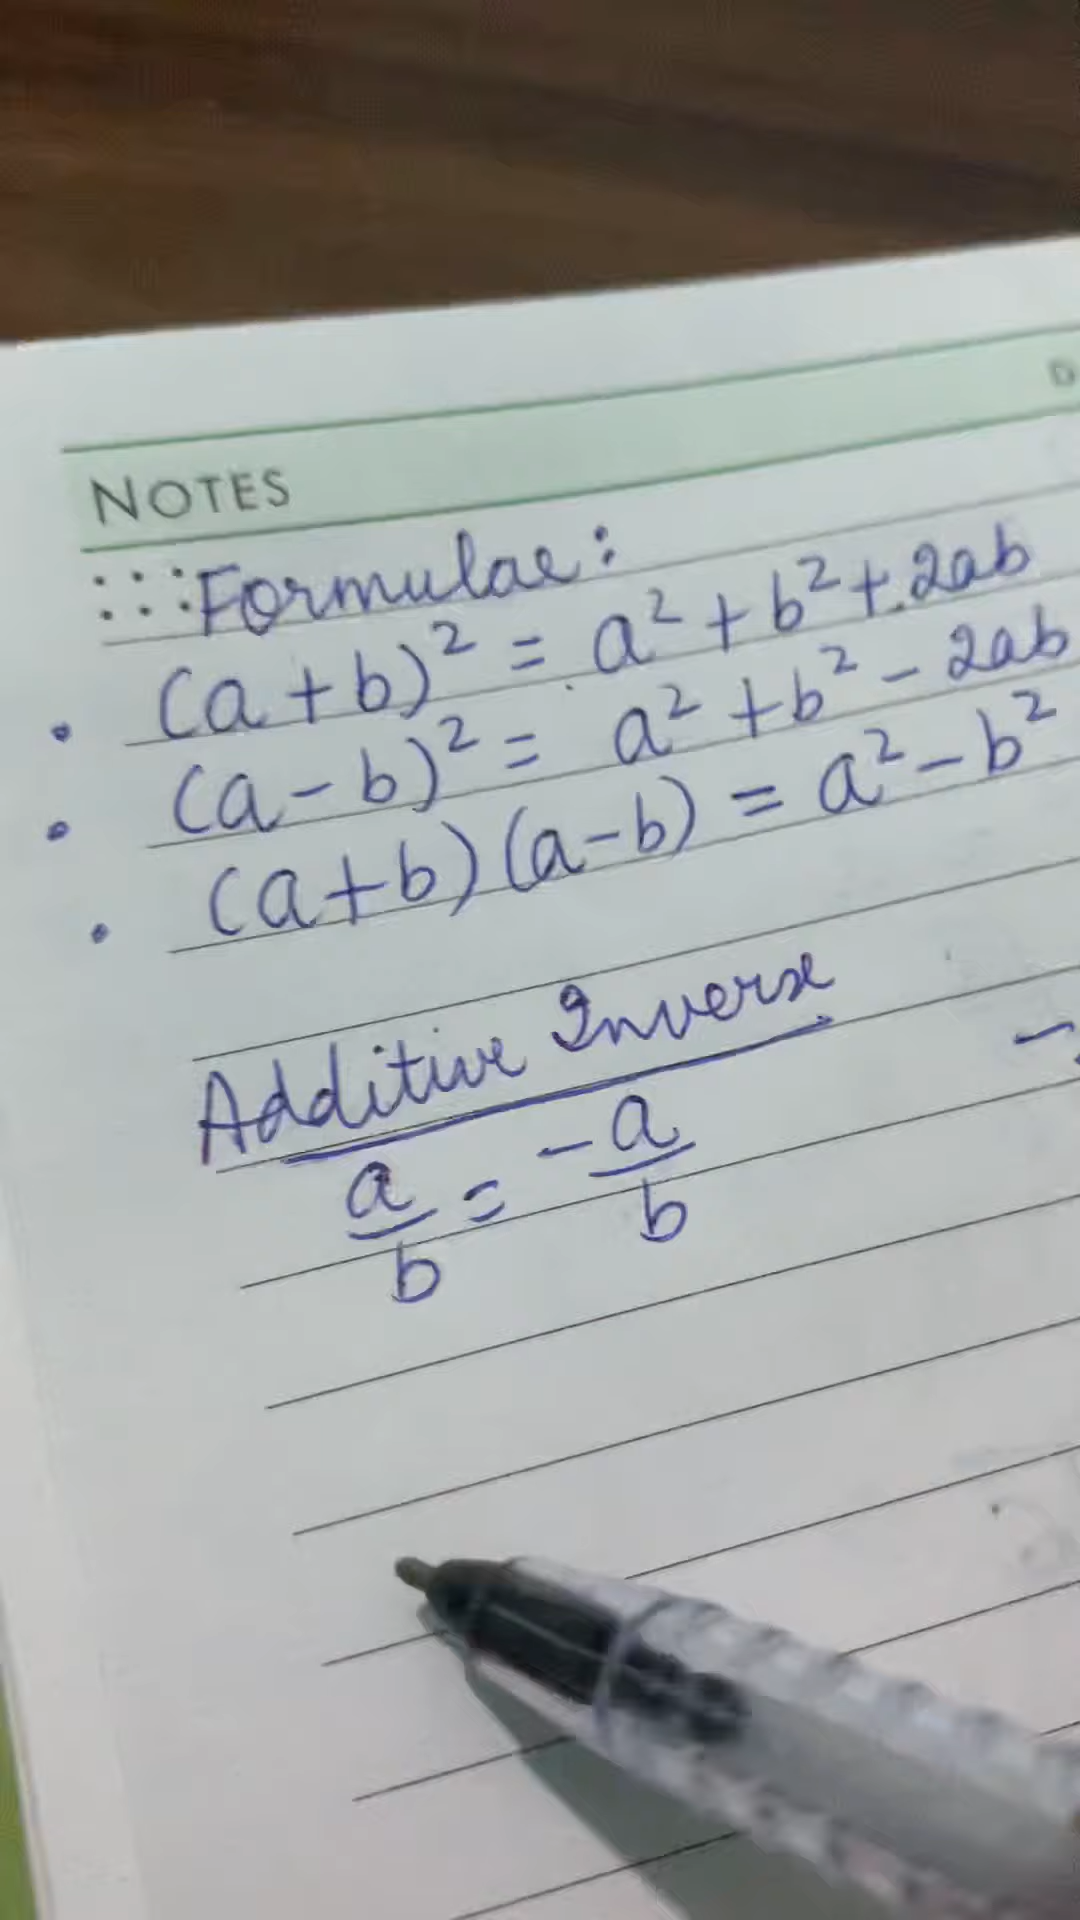 D
NOTES
Formulae:
• (a+b)² = a² + b² + 2ab
• (a-b)² = a² + b² - 2ab
• (a+b)(a-b) = a² - b²
Additive Inverse
a/b = -a/b